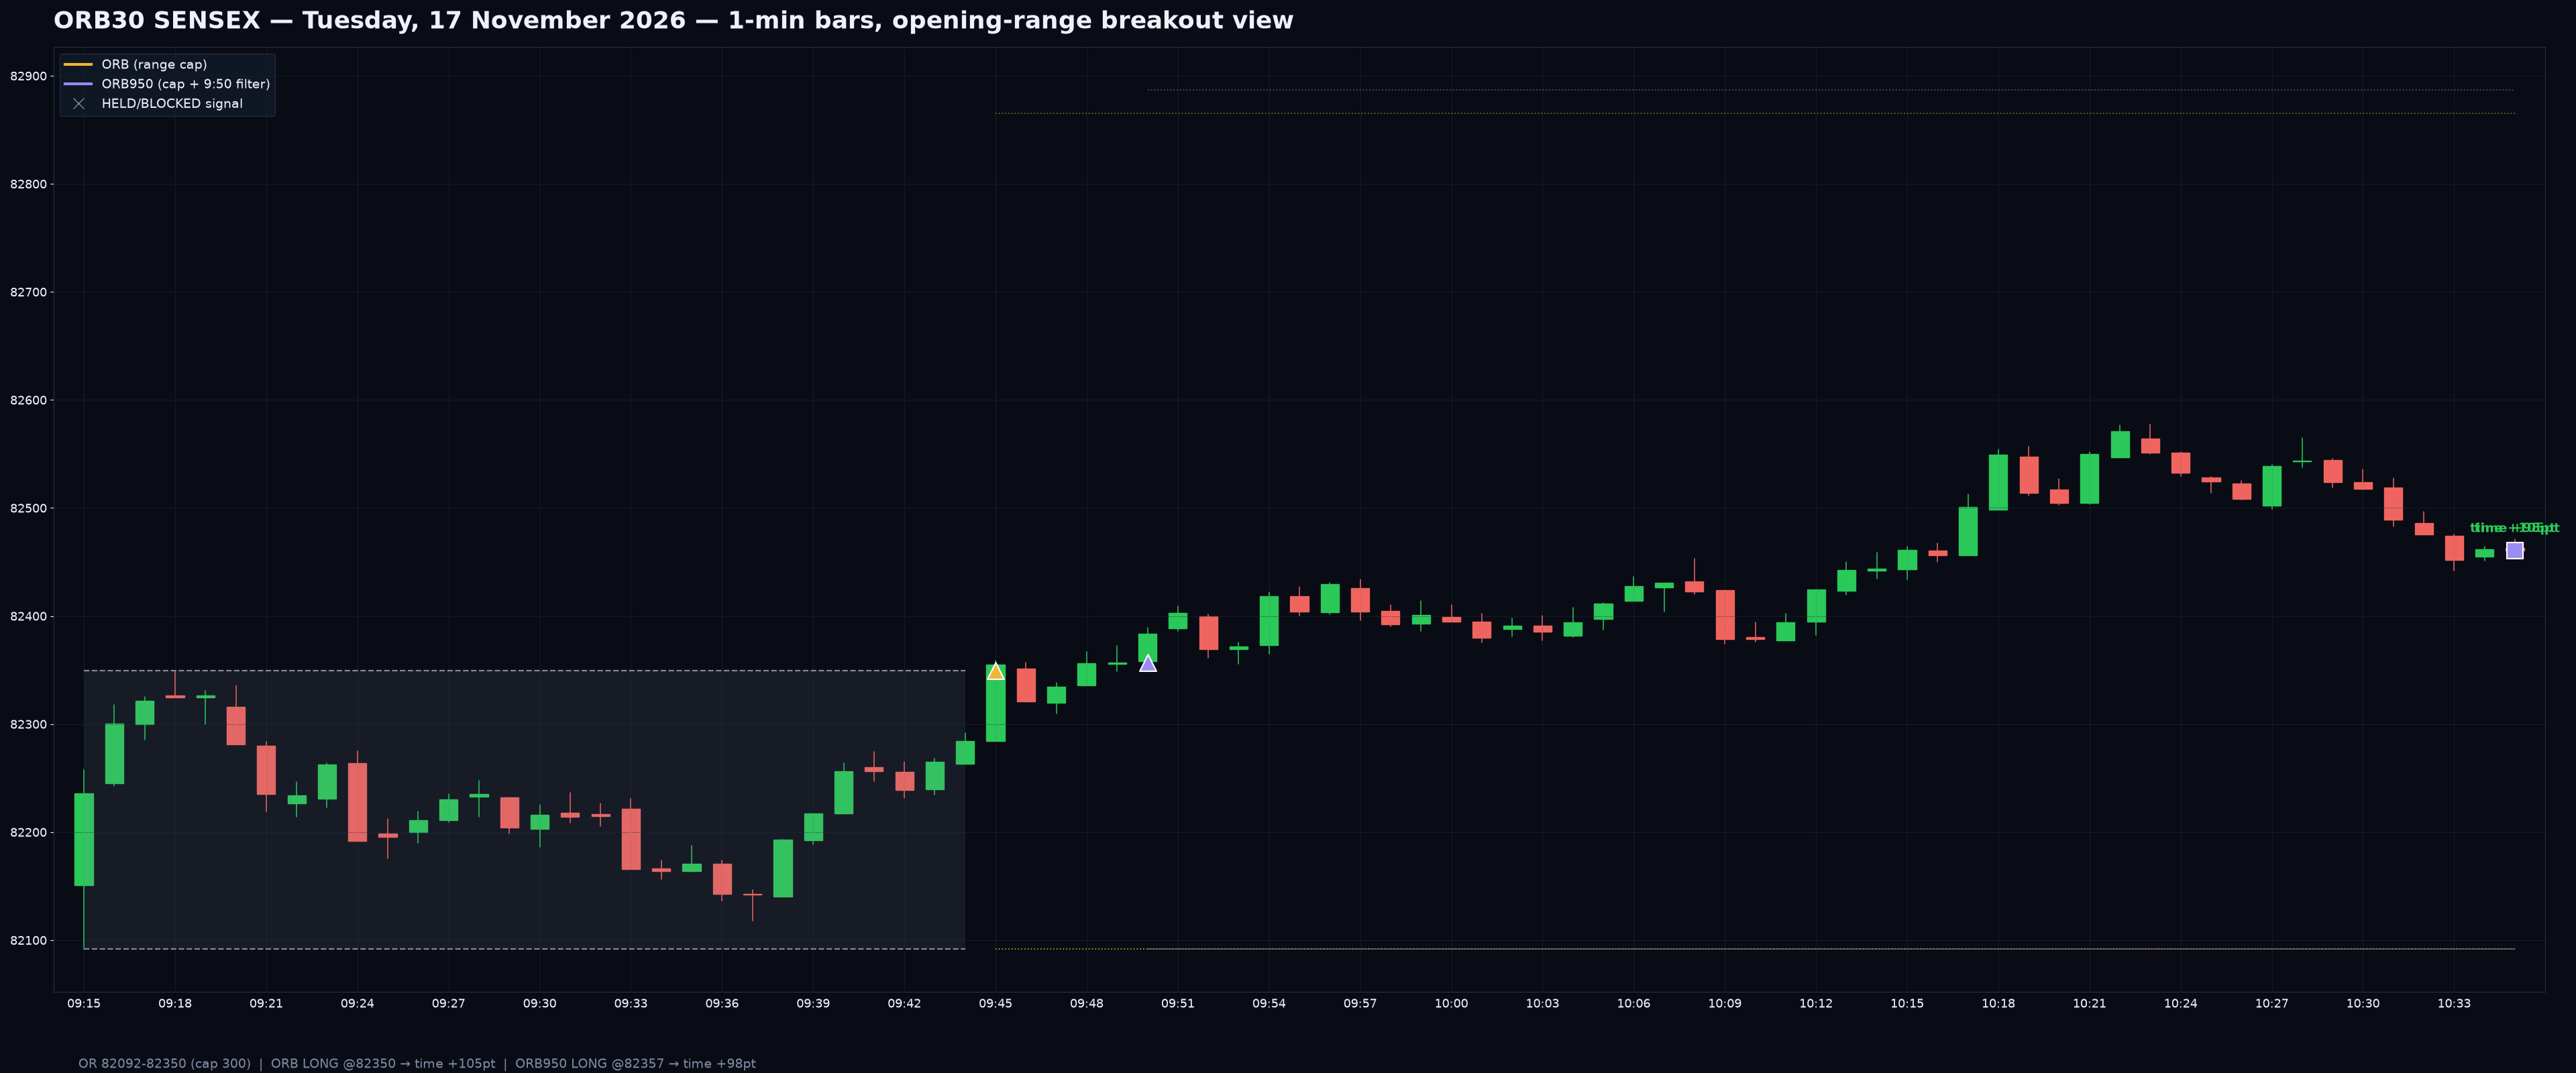 ORB30 SENSEX — Tuesday, 17 November 2026 — 1-min bars, opening-range breakout view
ORB (range cap)
ORB950 (cap + 9:50 filter)
HELD/BLOCKED signal
82900
82800
82700
82600
82500
82400
82300
82200
82100
09:15 09:18 09:21 09:24 09:27 09:30 09:33 09:36 09:39 09:42 09:45 09:48 09:51 09:54 09:57 10:00 10:03 10:06 10:09 10:12 10:15 10:18 10:21 10:24 10:27 10:30 10:33
OR 82092-82350 (cap 300) | ORB LONG @82350 → time +105pt | ORB950 LONG @82357 → time +98pt